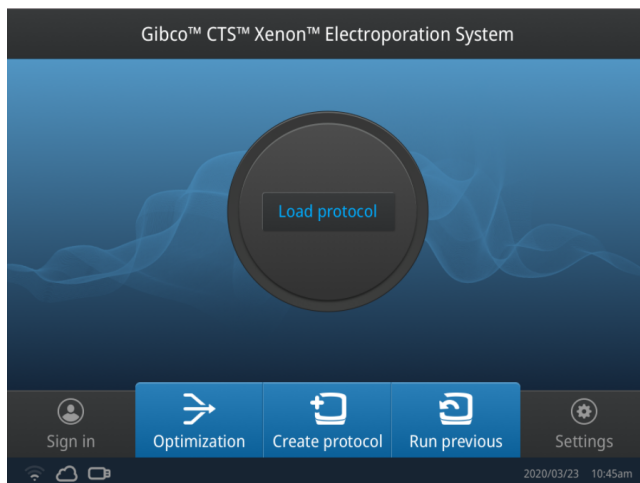 Gibco™ CTS™ Xenon™ Electroporation System
Load protocol
Sign in
Optimization
Create protocol
Run previous
Settings
2020/03/23 10:45am